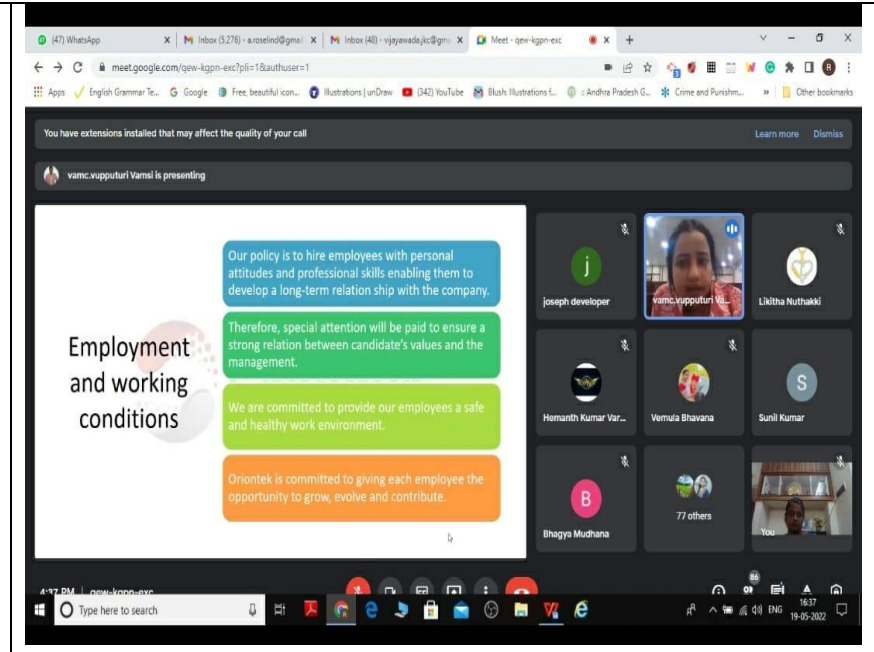 (47) WhatsApp
Inbox (5,276) - a.roselind@gmai
Inbox (48) - vijayawada.jkc@gma
Meet - qew-kgpn-exc
meet.google.com/qew-kgpn-exc?pli=1&authuser=1
Apps
English Grammar Te...
Google
Free, beautiful icon...
Illustrations | unDraw
(342) YouTube
Blush: Illustrations f...
:: Andhra Pradesh G...
Crime and Punishm...
Other bookmarks
You have extensions installed that may affect the quality of your call
Learn more
Dismiss
vamc.vupputuri Vamsi is presenting
Employment
and working
conditions
Our policy is to hire employees with personal
attitudes and professional skills enabling them to
develop a long-term relation ship with the company.
Therefore, special attention will be paid to ensure a
strong relation between candidate's values and the
management.
We are committed to provide our employees a safe
and healthy work environment.
Oriontek is committed to giving each employee the
opportunity to grow, evolve and contribute.
j
joseph developer
vamc.vupputuri Va...
Likitha Nuthakki
Hemanth Kumar Var...
Vemula Bhavana
S
Sunil Kumar
B
Bhagya Mudhana
77 others
You
4:37 PM | qew-kgpn-exc
86
Type here to search
ENG
16:37
19-05-2022